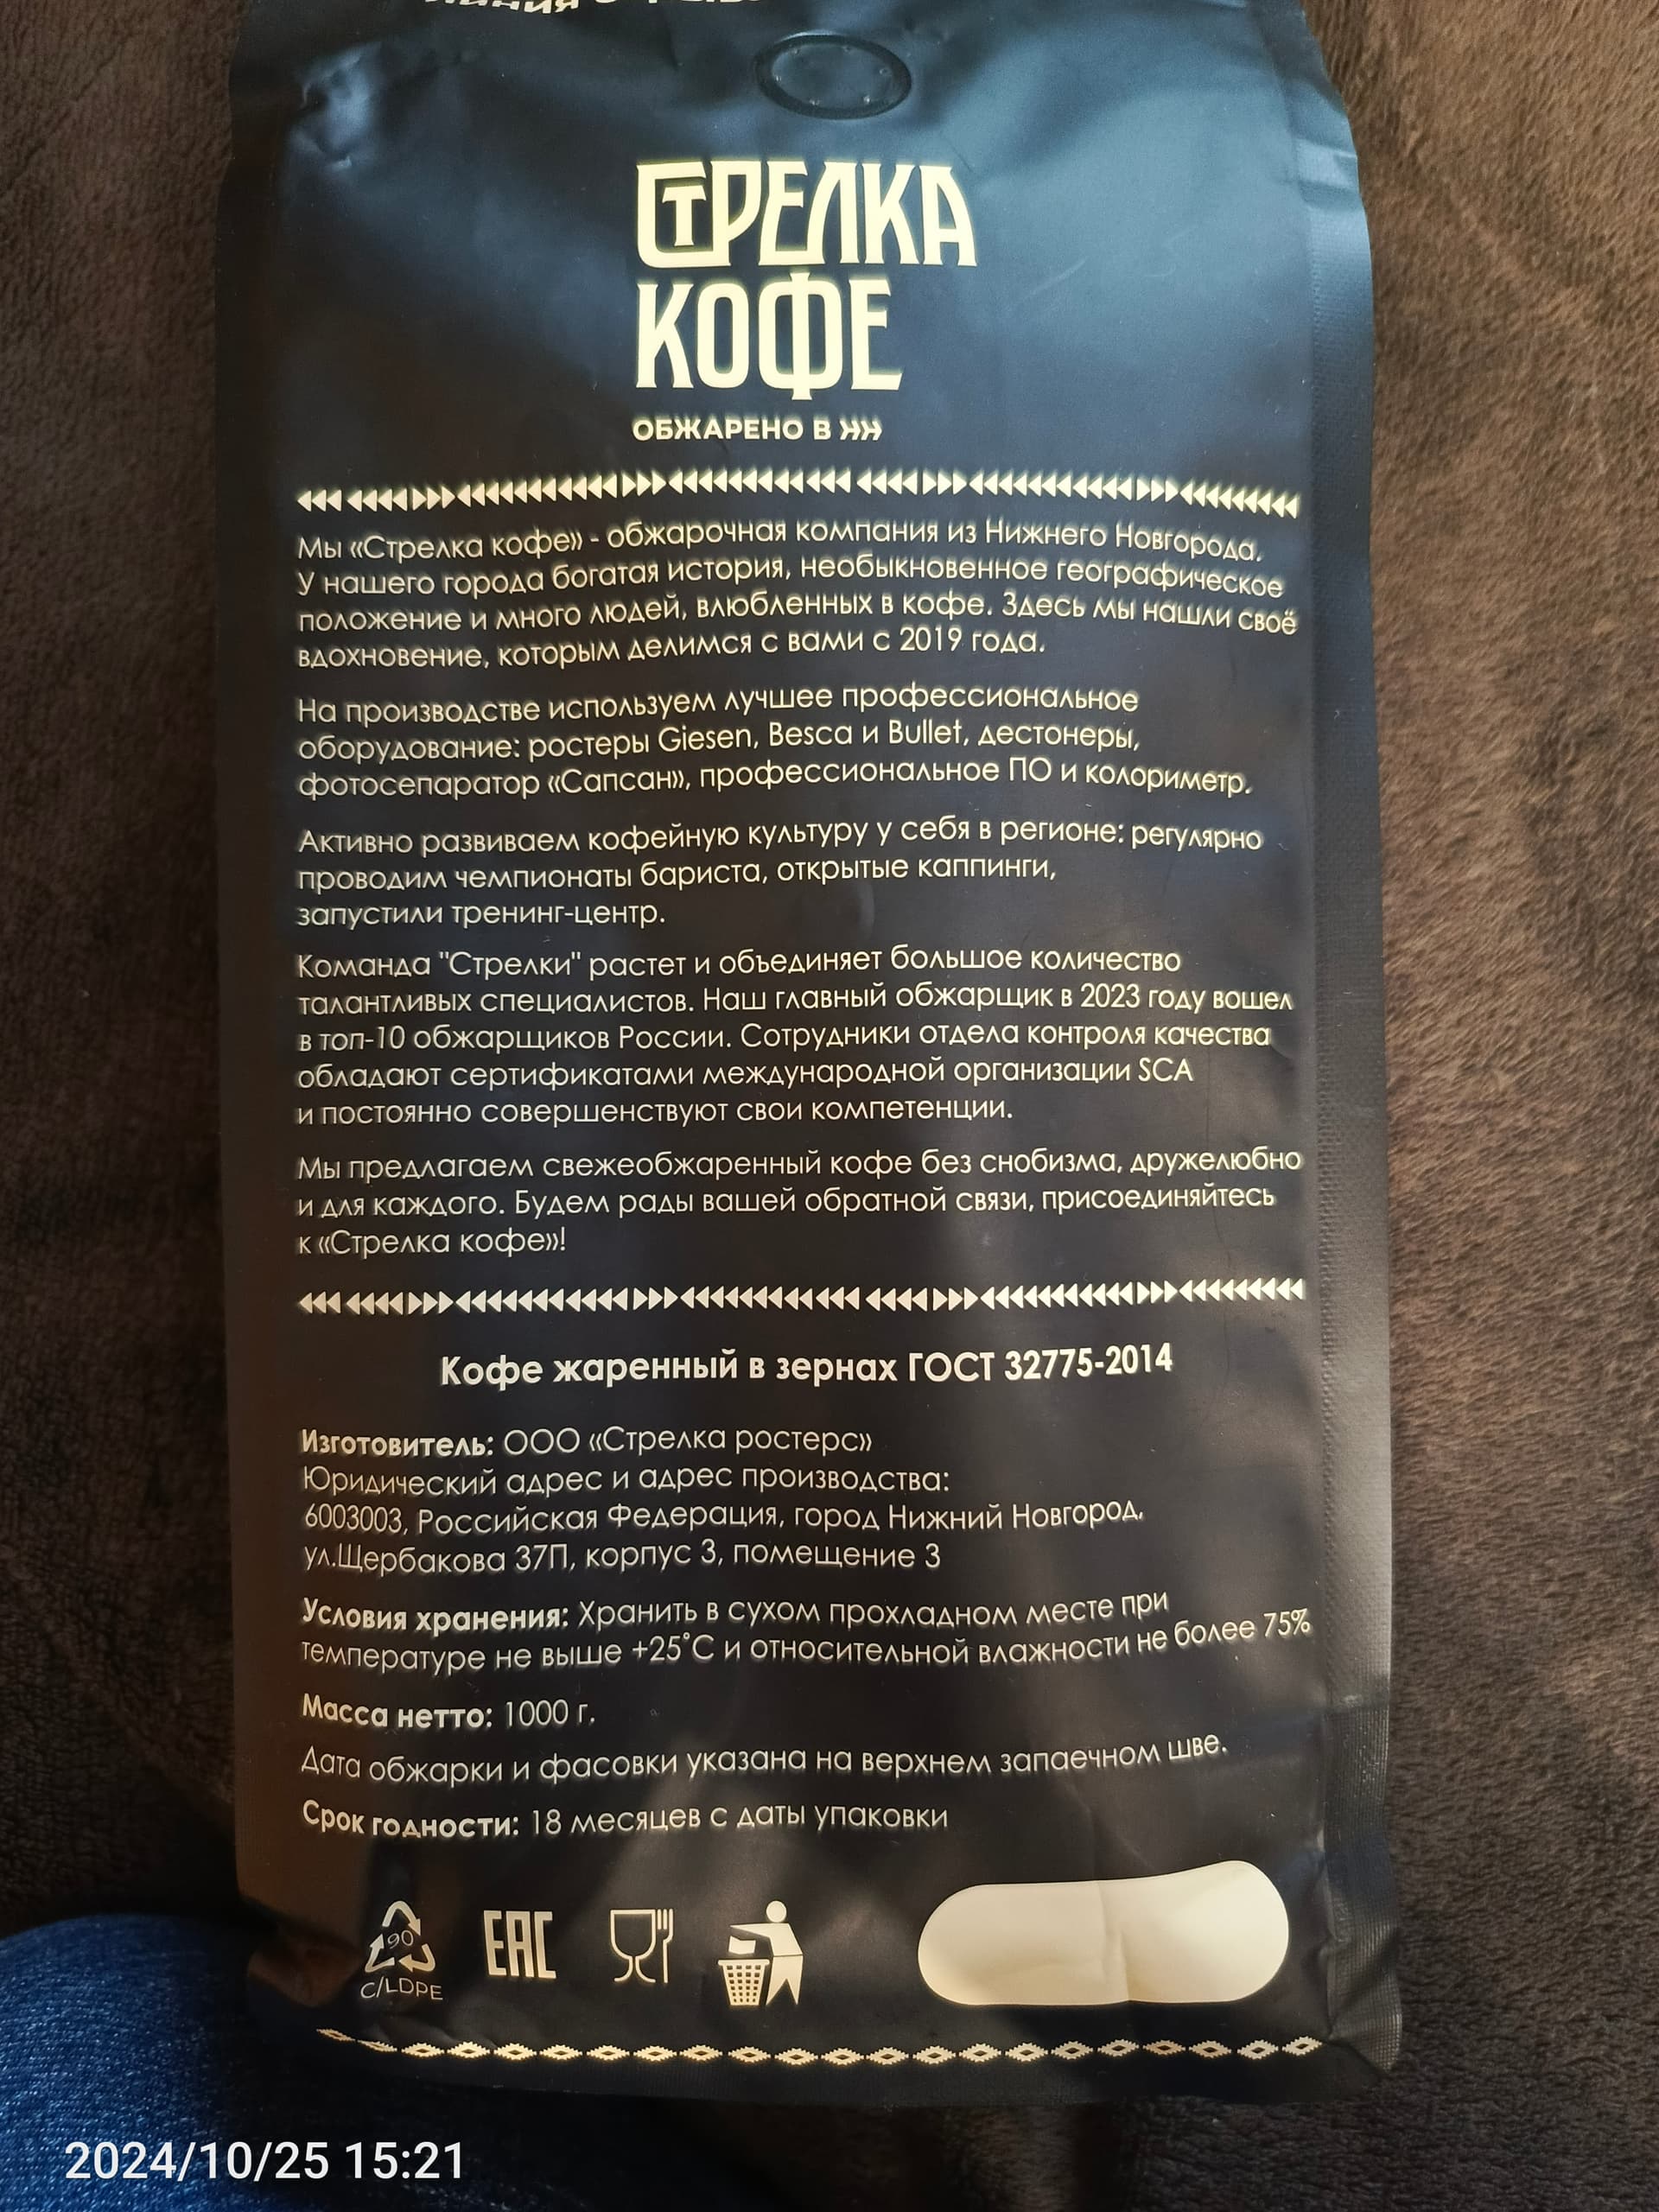 СТРЕЛКА
КОФЕ
ОБЖАРЕНО В НН
Мы «Стрелка кофе» - обжарочная компания из Нижнего Новгорода.
У нашего города богатая история, необыкновенное географическое
положение и много людей, влюбленных в кофе. Здесь мы нашли своё
вдохновение, которым делимся с вами с 2019 года.
На производстве используем лучшее профессиональное
оборудование: ростеры Giesen, Besca и Bullet, дестонеры,
фотосепаратор «Сапсан», профессиональное ПО и колориметр.
Активно развиваем кофейную культуру у себя в регионе: регулярно
проводим чемпионаты бариста, открытые каппинги,
запустили тренинг-центр.
Команда "Стрелки" растет и объединяет большое количество
талантливых специалистов. Наш главный обжарщик в 2023 году вошел
в топ-10 обжарщиков России. Сотрудники отдела контроля качества
обладают сертификатами международной организации SCA
и постоянно совершенствуют свои компетенции.
Мы предлагаем свежеобжаренный кофе без снобизма, дружелюбно
и для каждого. Будем рады вашей обратной связи, присоединяйтесь
к «Стрелка кофе»!
Кофе жаренный в зернах ГОСТ 32775-2014
Изготовитель: ООО «Стрелка ростерс»
Юридический адрес и адрес производства:
6003003, Российская Федерация, город Нижний Новгород,
ул.Щербакова 37П, корпус 3, помещение 3
Условия хранения: Хранить в сухом прохладном месте при
температуре не выше +25˚С и относительной влажности не более 75%
Масса нетто: 1000 г.
Дата обжарки и фасовки указана на верхнем запаечном шве.
Срок годности: 18 месяцев с даты упаковки
90
C/LDPE
EAC
2024/10/25 15:21